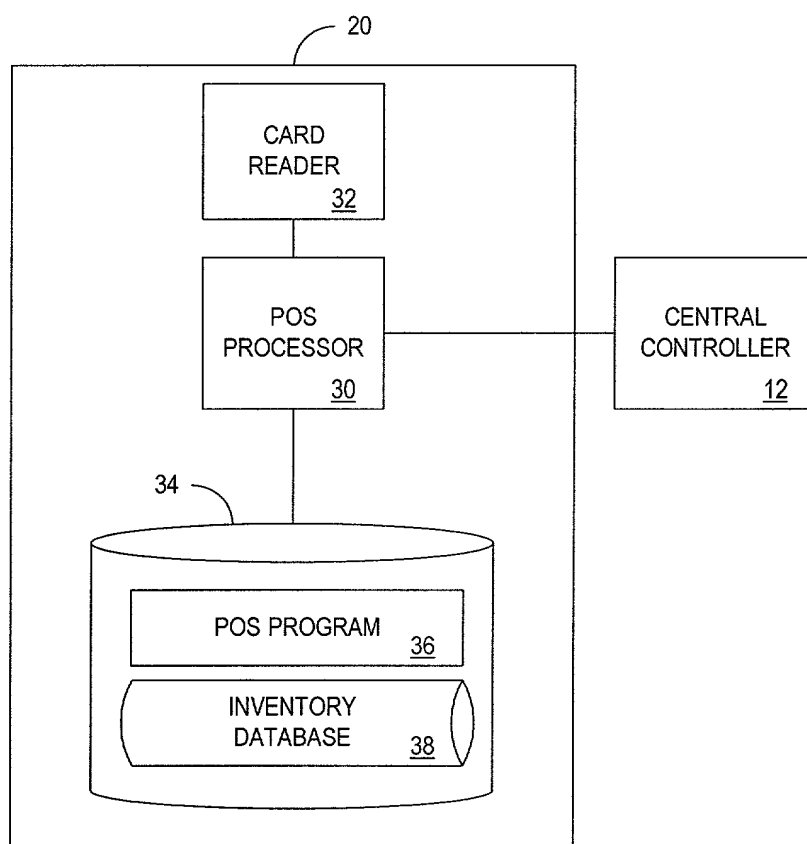 20
CARD
READER
32
POS
PROCESSOR
30
CENTRAL
CONTROLLER
12
34
POS PROGRAM
36
INVENTORY
DATABASE
38